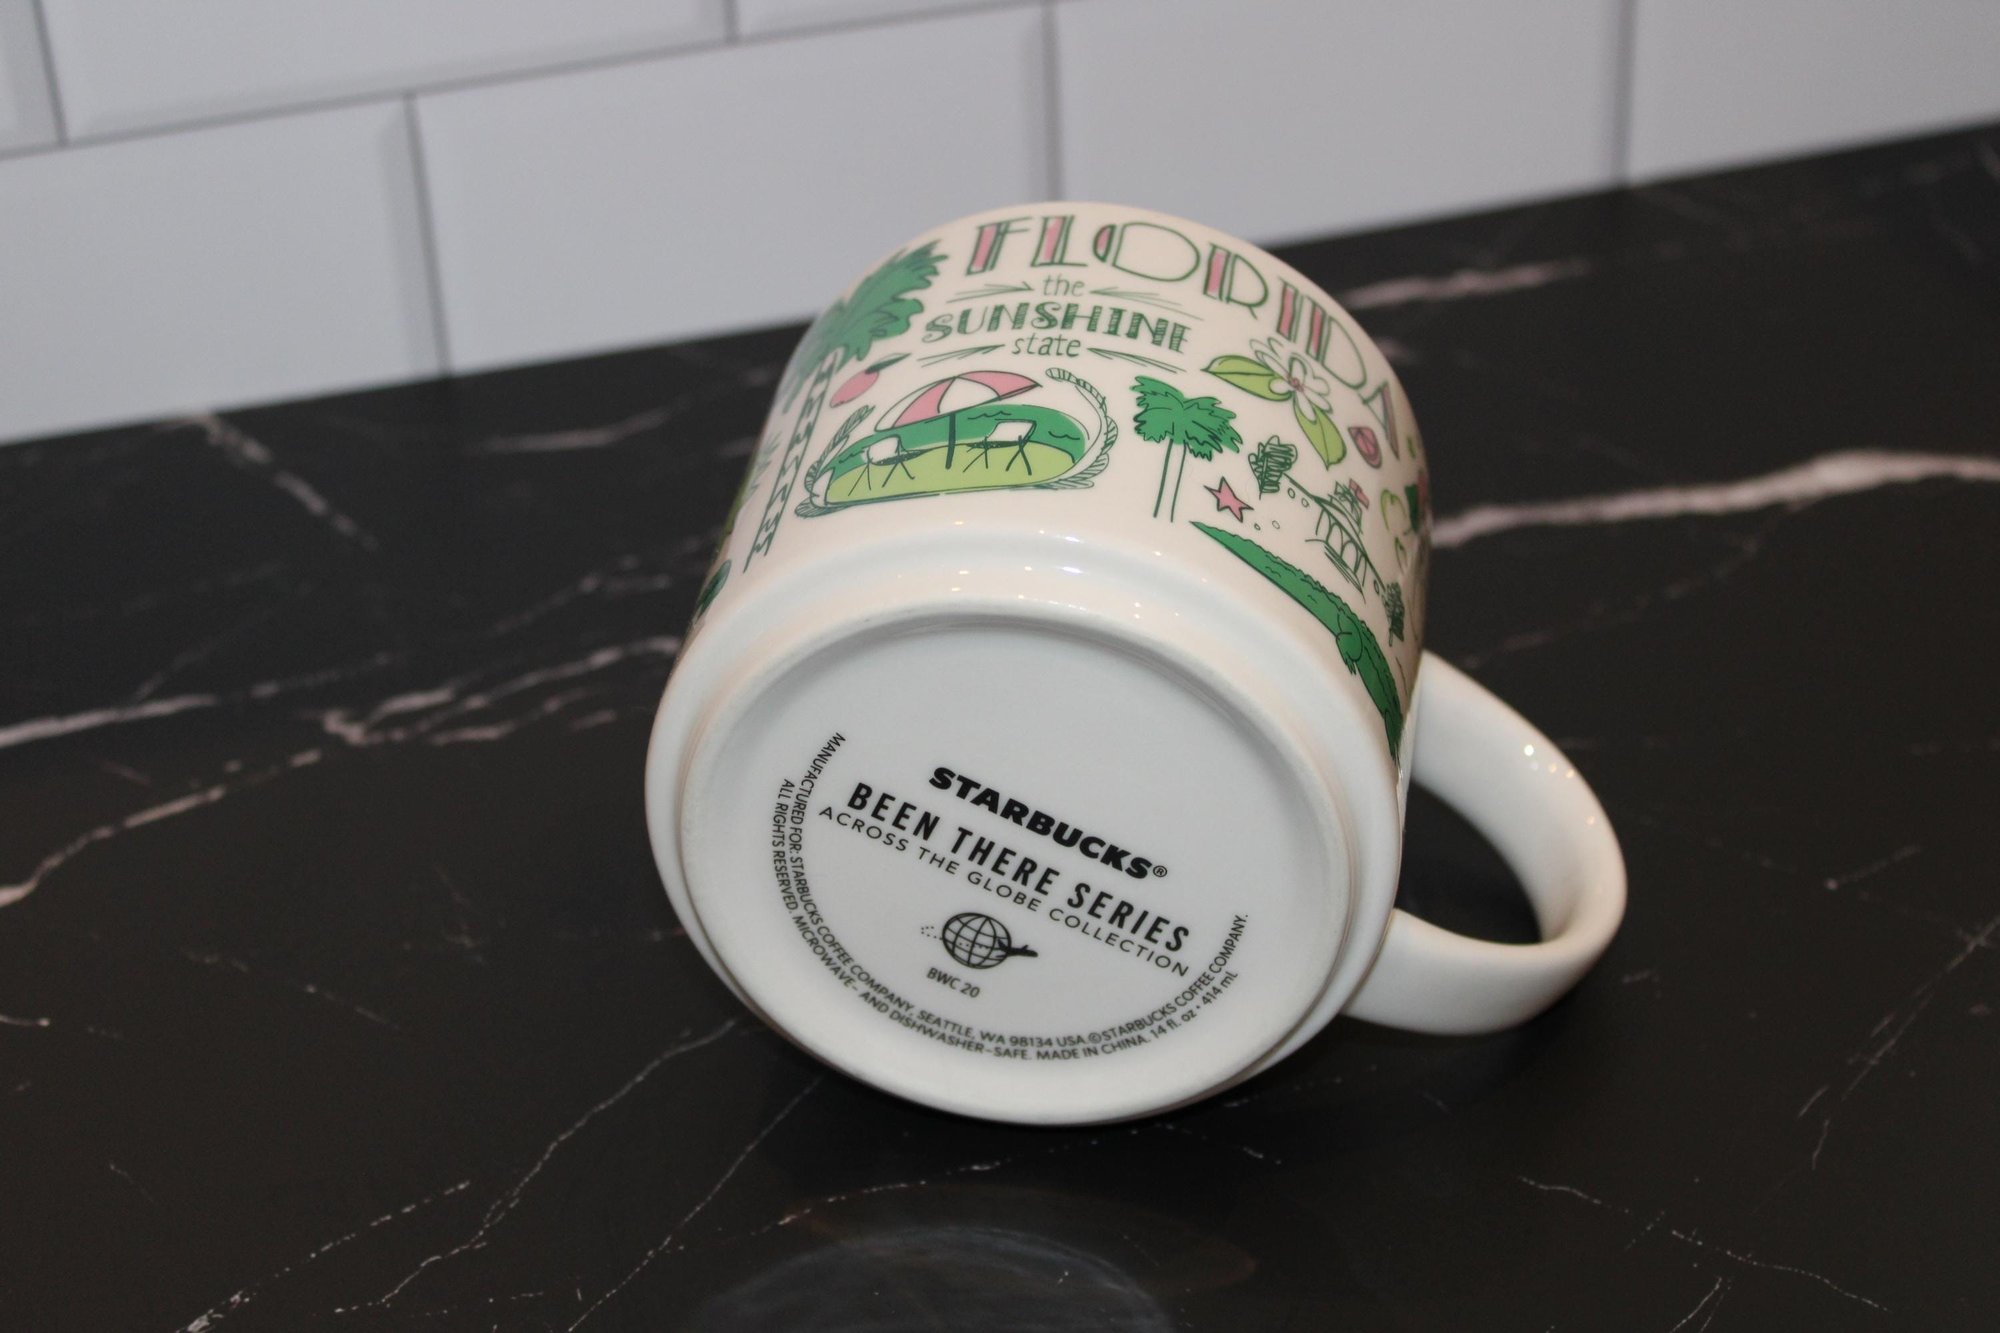 FLORIDA
the
SUNSHINE
state
STARBUCKS®
BEEN THERE SERIES
ACROSS THE GLOBE COLLECTION
BWC 20
MANUFACTURED FOR: STARBUCKS COFFEE COMPANY, SEATTLE, WA 98134 USA. ©STARBUCKS COFFEE COMPANY.
ALL RIGHTS RESERVED. MICROWAVE- AND DISHWASHER-SAFE. MADE IN CHINA. 14 fl. oz • 414 mL